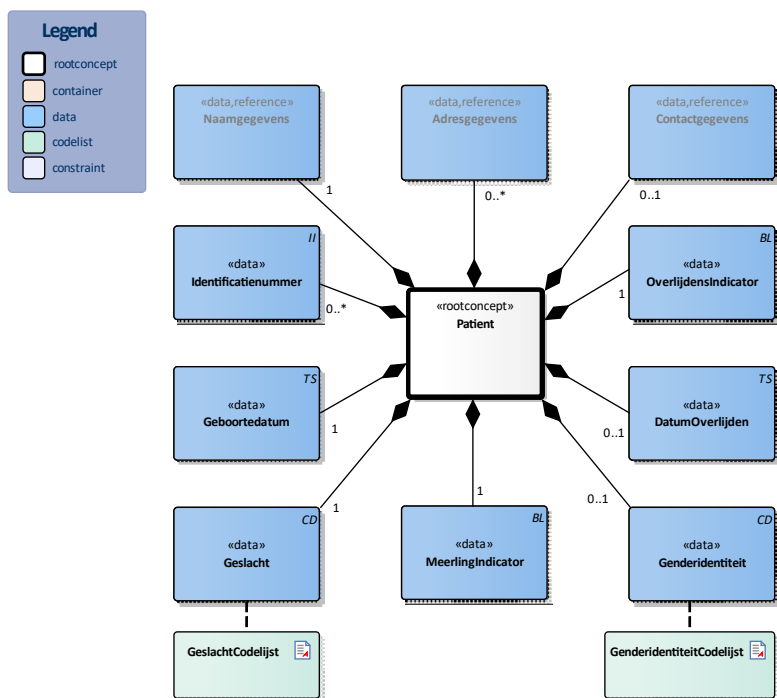 Legend
rootconcept
container
data
codelist
constraint
«data,reference»
Naamgegevens
«data,reference»
Adresgegevens
«data,reference»
Contactgegevens
1
0..*
0..1
II
«data»
Identificatienummer
0..*
«rootconcept»
Patient
BL
«data»
OverlijdensIndicator
1
TS
«data»
Geboortedatum
1
TS
«data»
DatumOverlijden
0..1
CD
«data»
Geslacht
1
BL
«data»
MeerlingIndicator
1
CD
«data»
Genderidentiteit
0..1
GeslachtCodelijst
GenderidentiteitCodelijst